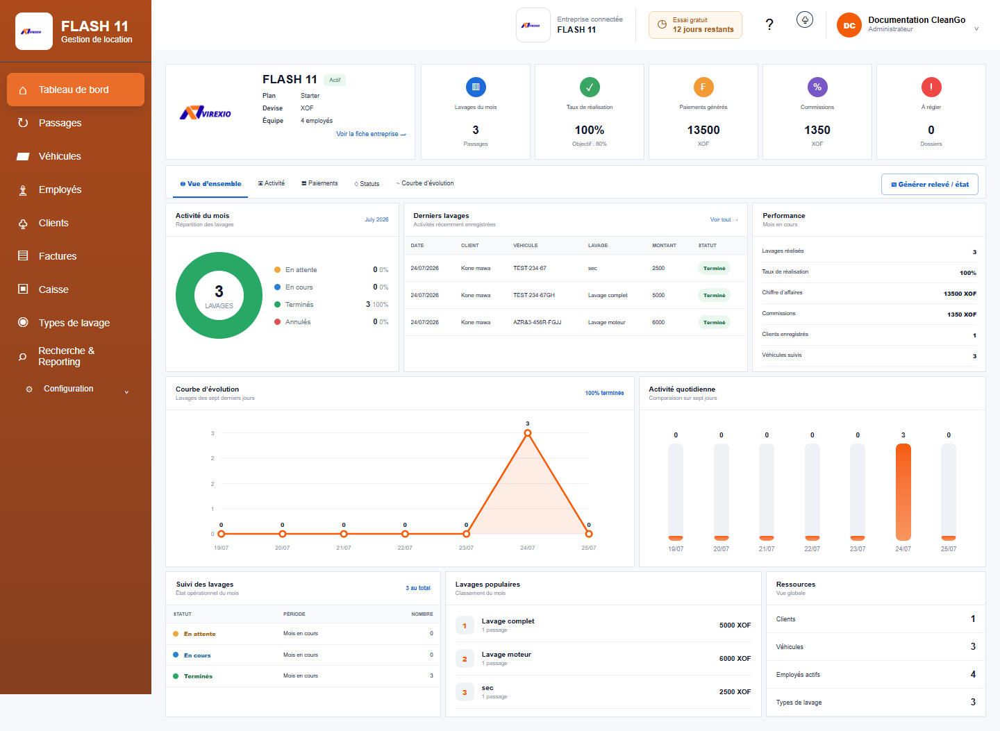 VIREXIO
FLASH 11
Gestion de location
Tableau de bord
Passages
Véhicules
Employés
Clients
Factures
Caisse
Types de lavage
Recherche &
Reporting
Configuration
VIREXIO
Entreprise connectée
FLASH 11
Essai gratuit
12 jours restants
?
DC
Documentation CleanGo
Administrateur
VIREXIO
FLASH 11
Actif
Plan Starter
Devise XOF
Équipe 4 employés
Voir la fiche entreprise →
Lavages du mois
3
Passages
✓
Taux de réalisation
100%
Objectif : 80%
₣
Paiements générés
13500
XOF
%
Commissions
1350
XOF
!
À régler
0
Dossiers
Vue d’ensemble
Activité
Paiements
Statuts
Courbe d’évolution
Générer relevé / état
Activité du mois
Répartition des lavages
July 2026
3
LAVAGES
En attente 0 0%
En cours 0 0%
Terminés 3 100%
Annulés 0 0%
Derniers lavages
Activités récemment enregistrées
Voir tout →
DATE CLIENT VÉHICULE LAVAGE MONTANT STATUT
24/07/2026 Kone mawa TEST-234-67 sec 2500 Terminé
24/07/2026 Kone mawa TEST-234-67GH Lavage complet 5000 Terminé
24/07/2026 Kone mawa AZR&3-456R-FGJJ Lavage moteur 6000 Terminé
Performance
Mois en cours
Lavages réalisés 3
Taux de réalisation 100%
Chiffre d’affaires 13500 XOF
Commissions 1350 XOF
Clients enregistrés 1
Véhicules suivis 3
Courbe d’évolution
Lavages des sept derniers jours
100% terminés
3
2
2
1
0
0 0 0 0 0 3 0
19/07 20/07 21/07 22/07 23/07 24/07 25/07
Activité quotidienne
Comparaison sur sept jours
0 0 0 0 0 3 0
19/07 20/07 21/07 22/07 23/07 24/07 25/07
Suivi des lavages
État opérationnel du mois
3 au total
STATUT PÉRIODE NOMBRE
En attente Mois en cours 0
En cours Mois en cours 0
Terminés Mois en cours 3
Lavages populaires
Classement du mois
1 Lavage complet 5000 XOF
1 passage
2 Lavage moteur 6000 XOF
1 passage
3 sec 2500 XOF
1 passage
Ressources
Vue globale
Clients 1
Véhicules 3
Employés actifs 4
Types de lavage 3